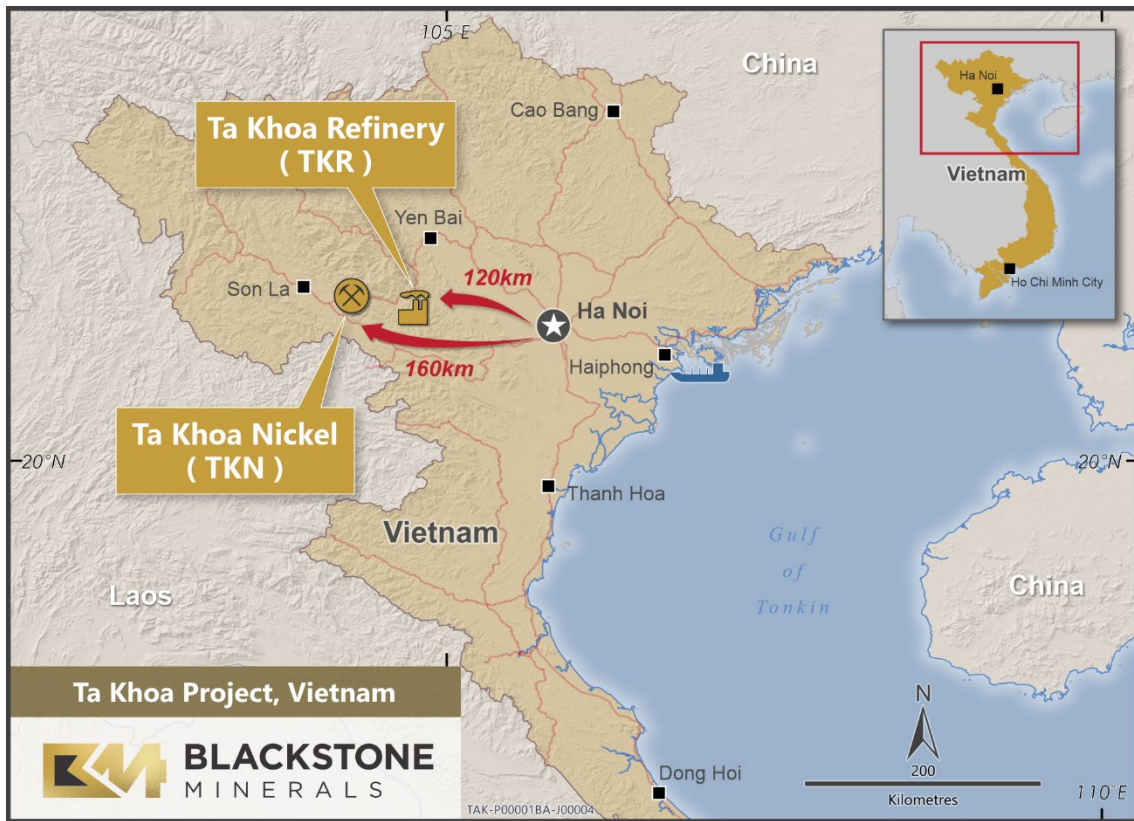 105°E
China
Cao Bang
Ta Khoa Refinery
( TKR )
Yen Bai
Son La
120km
Ha Noi
160km
Haiphong
Ta Khoa Nickel
( TKN )
20°N
20°N
Thanh Hoa
Vietnam
Gulf
of
Tonkin
China
Laos
Ha Noi
Vietnam
Ho Chi Minh City
Ta Khoa Project, Vietnam
BLACKSTONE
MINERALS
TAK-P00001BA-J00004
Dong Hoi
N
200
Kilometres
110°E